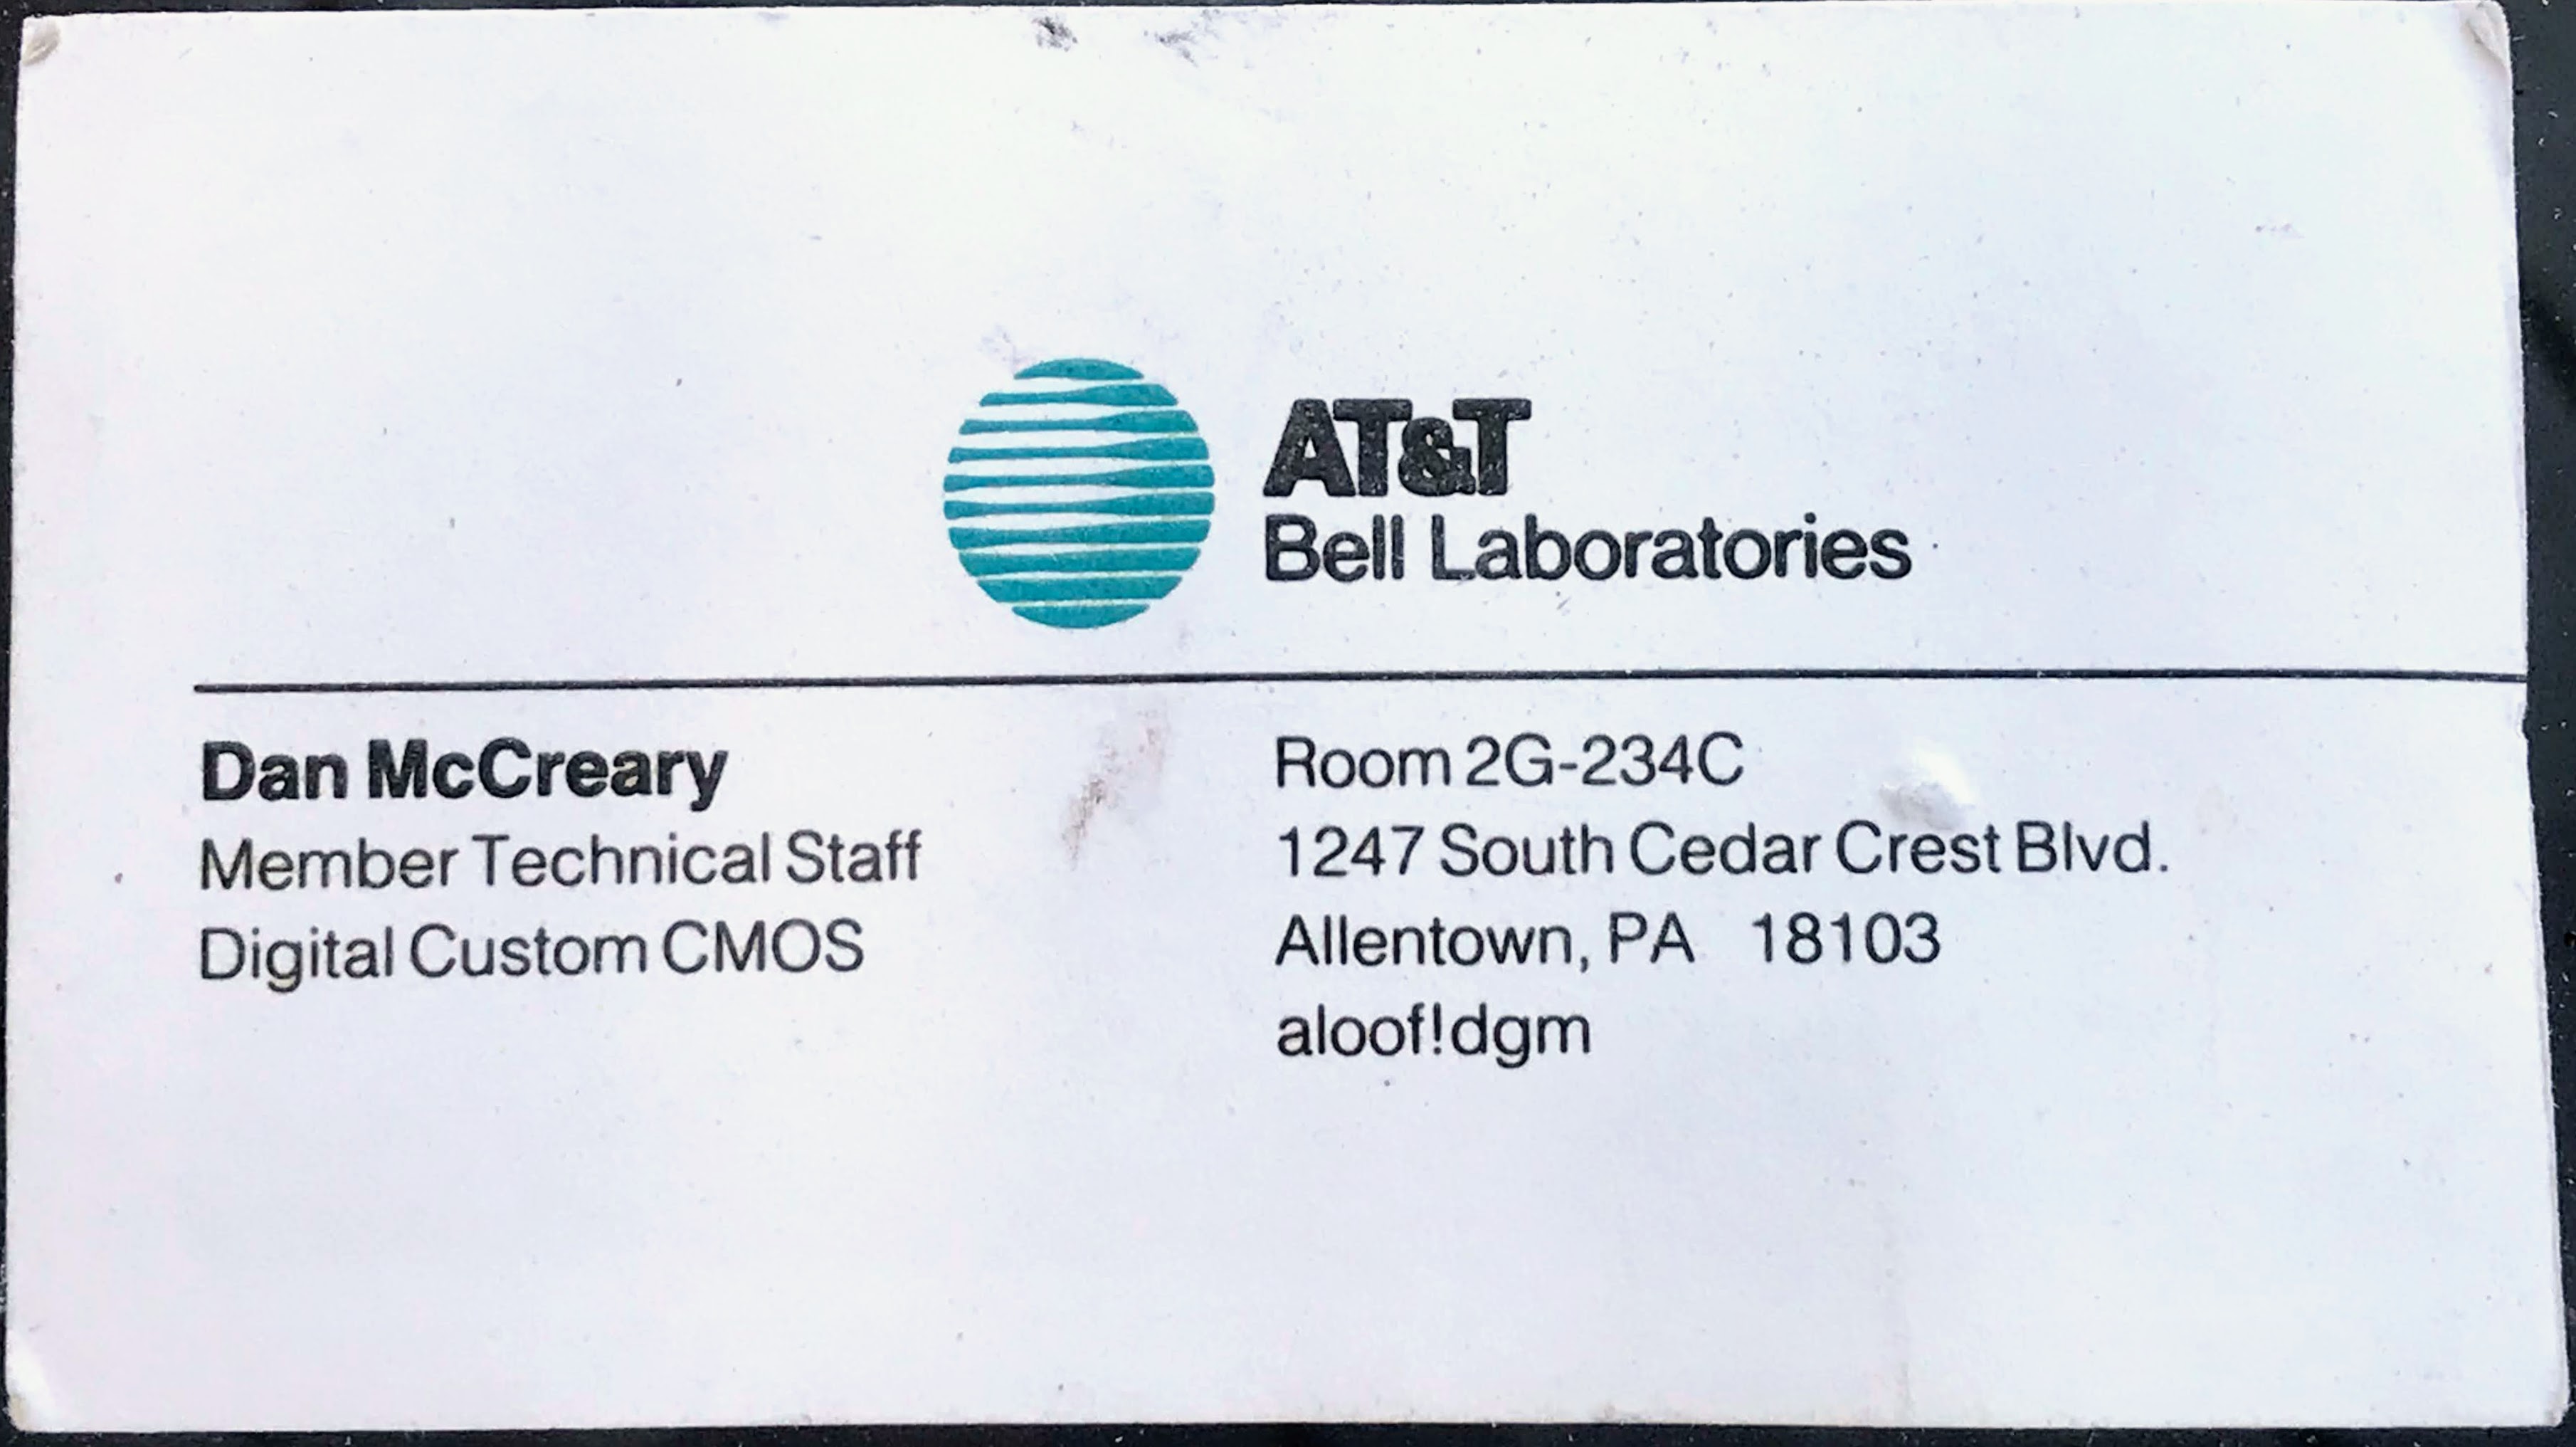 AT&T
Bell Laboratories
Dan McCreary
Member Technical Staff
Digital Custom CMOS
Room 2G-234C
1247 South Cedar Crest Blvd.
Allentown, PA 18103
aloof!dgm